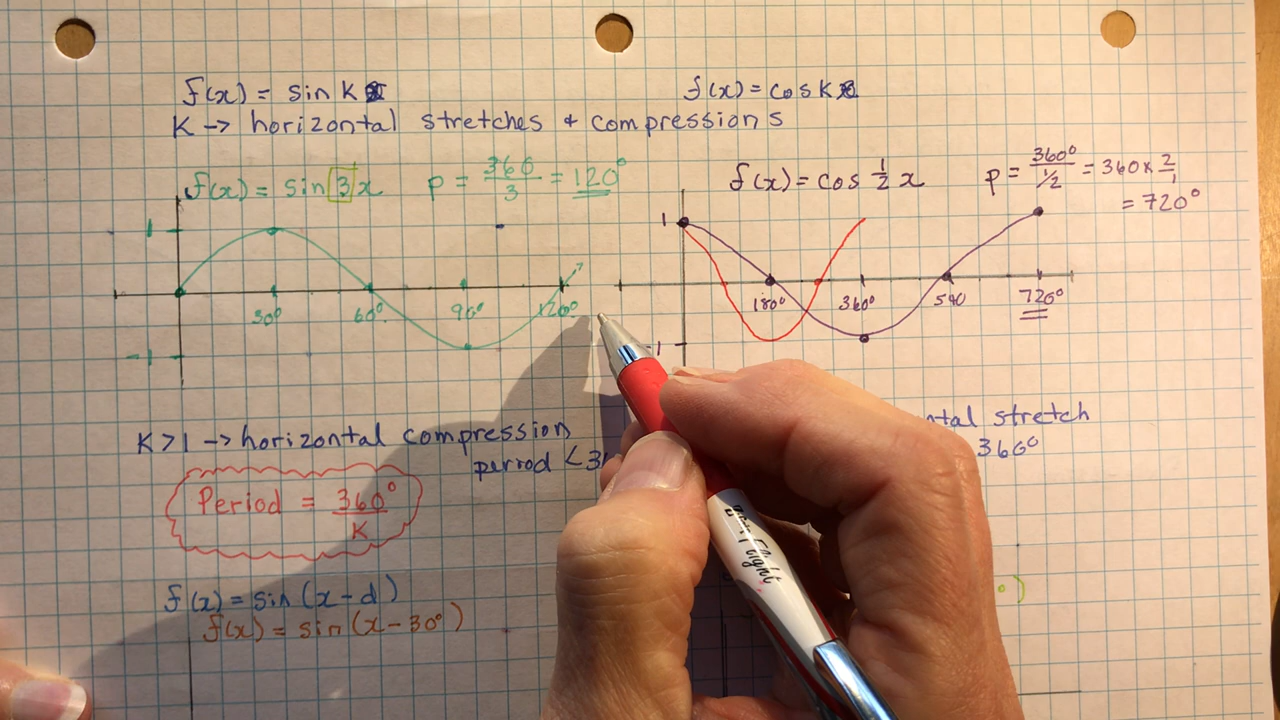 f(x) = sin K
f(x) = cos K
K → horizontal stretches & compressions
f(x) = sin 3x
p = 360/3 = 120°
f(x) = cos 1/2 x
p = 360°/1/2 = 360 × 2/1
= 720°
1
30° 60° 90° 120°
-1
1
180° 360° 540 720°
-1
K > 1 → horizontal compression
period < 3
ntal stretch
360°
Period = 360°/K
f(x) = sin (x - d)
f(x) = sin (x - 30°)
°)
Flight